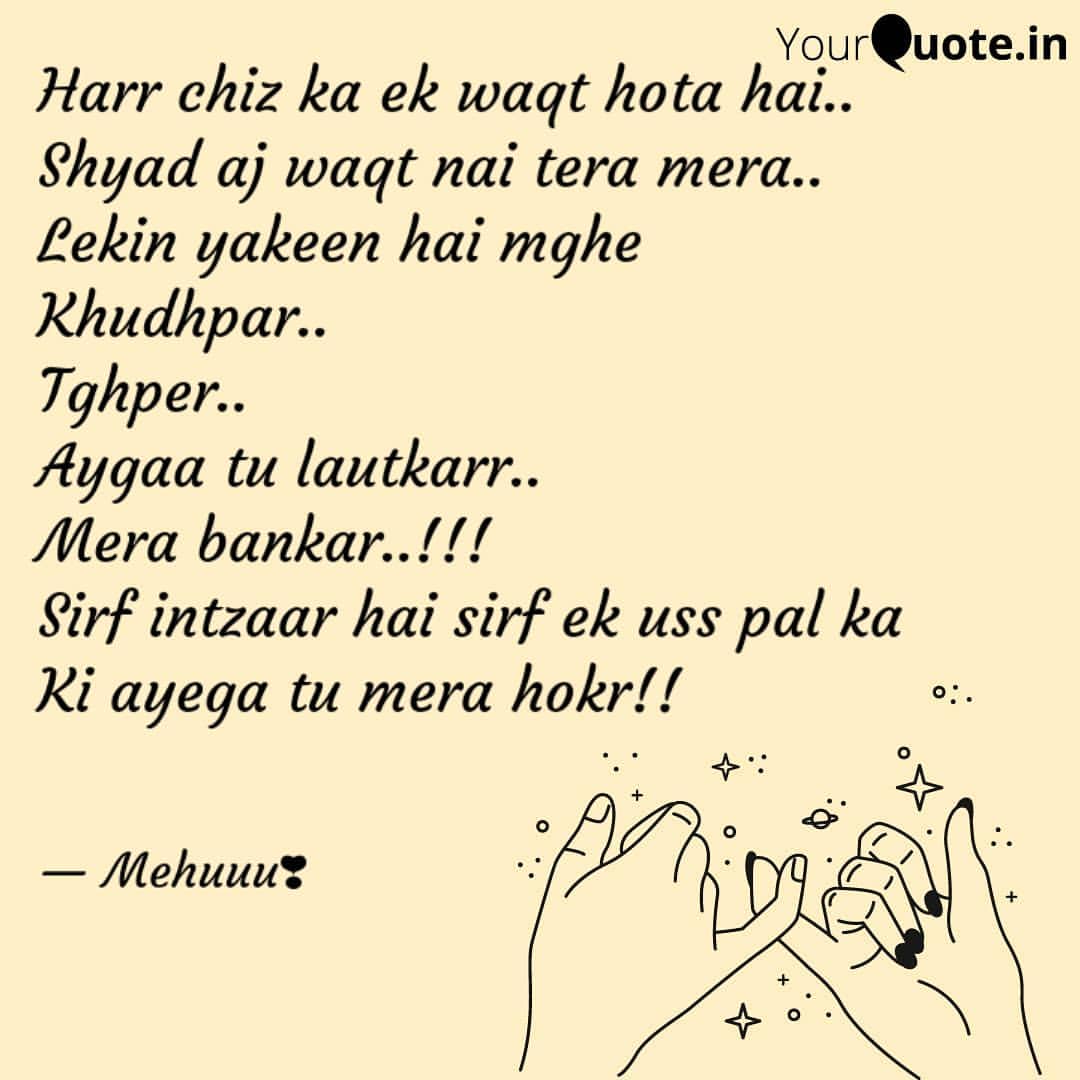 YourQuote.in
Harr chiz ka ek waqt hota hai..
Shyad aj waqt nai tera mera..
Lekin yakeen hai mghe
Khudhpar..
Tghper..
Aygaa tu lautkarr..
Mera bankar..!!!
Sirf intzaar hai sirf ek uss pal ka
Ki ayega tu mera hokr!!
— Mehuuu❣